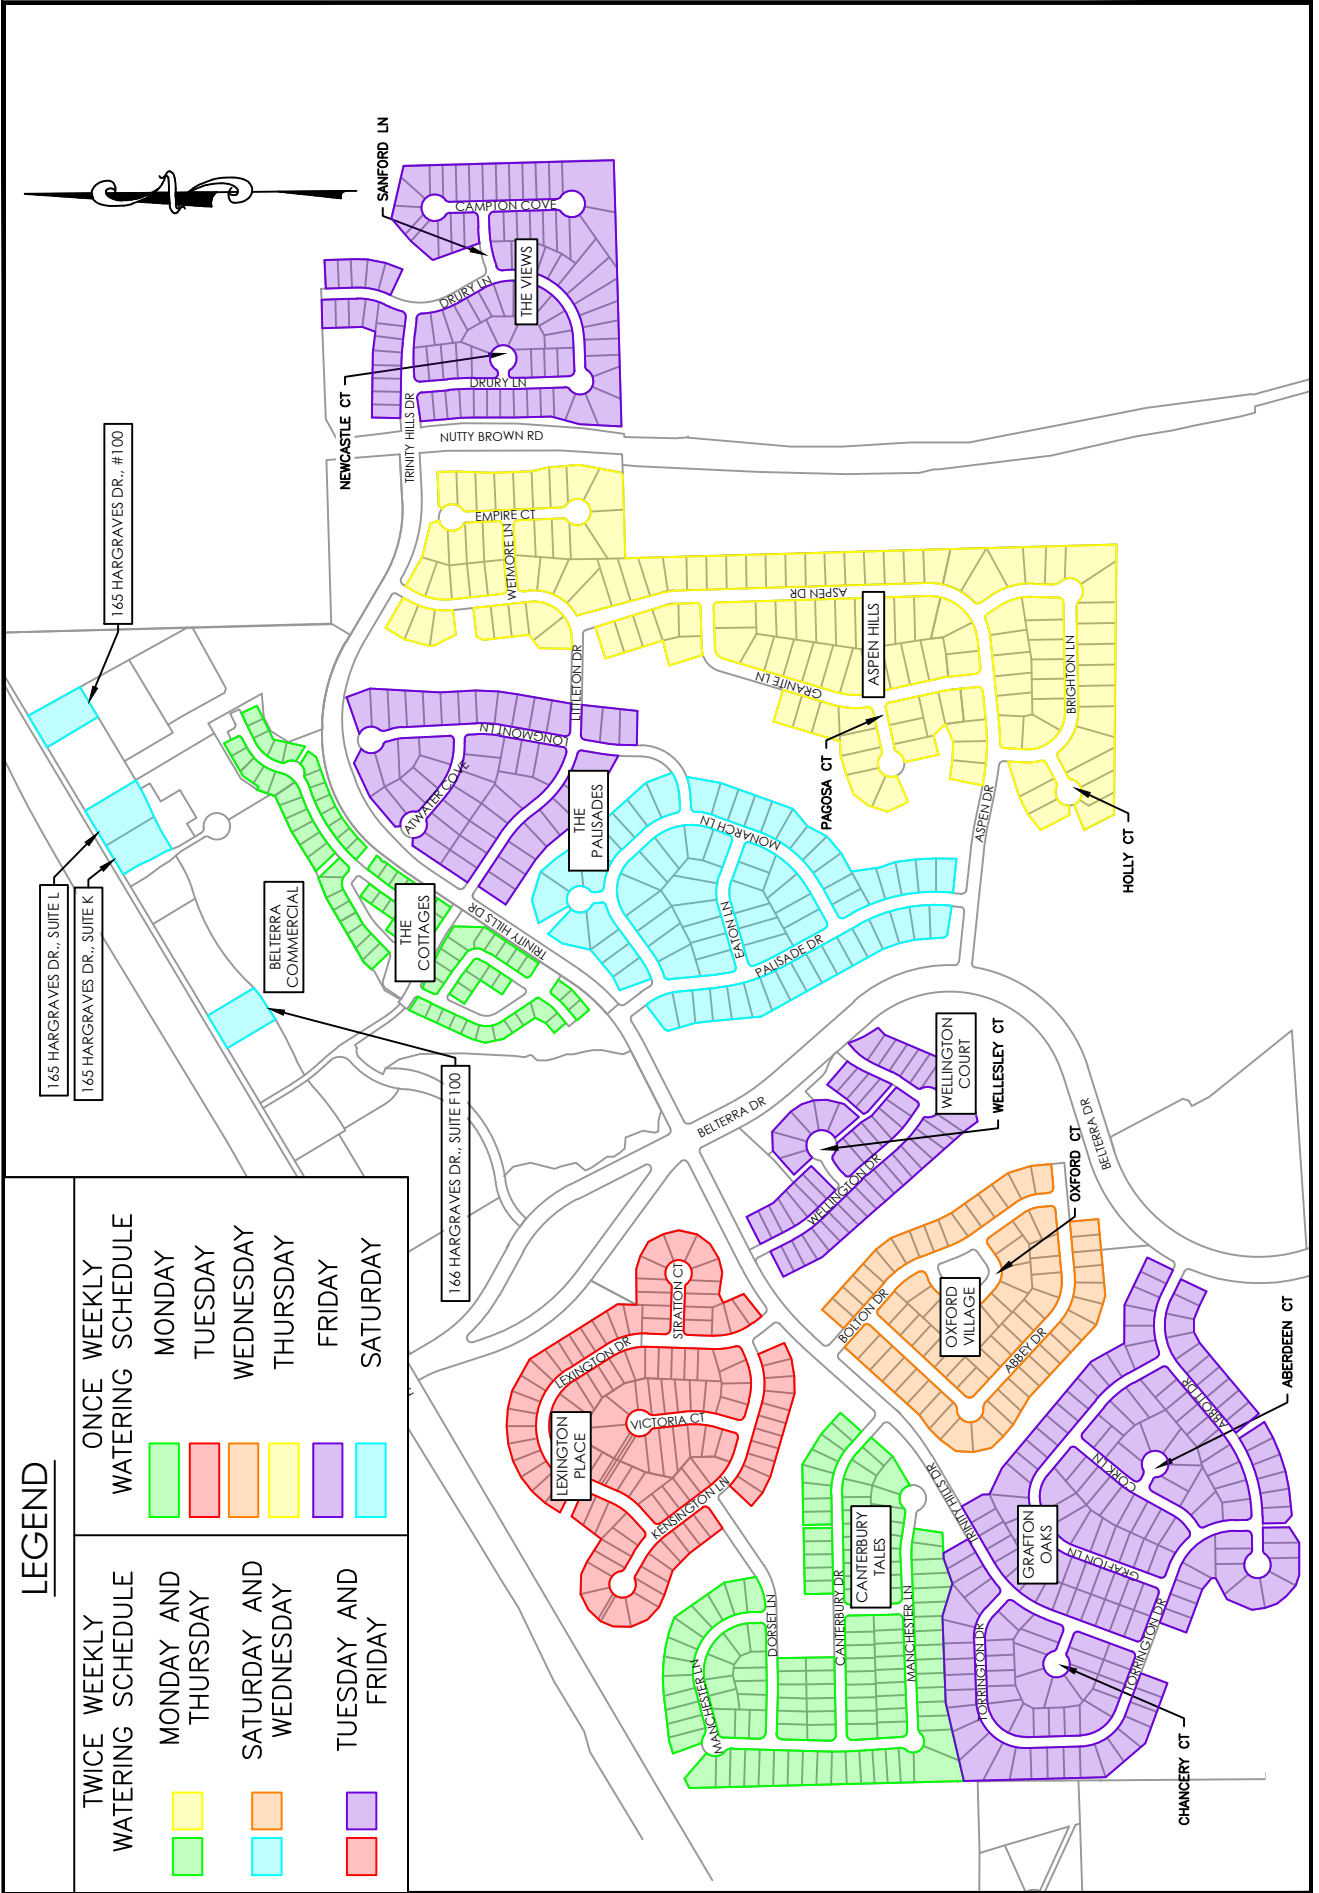 LEGEND
TWICE WEEKLY
WATERING SCHEDULE
MONDAY AND
THURSDAY
SATURDAY AND
WEDNESDAY
TUESDAY AND
FRIDAY
ONCE WEEKLY
WATERING SCHEDULE
MONDAY
TUESDAY
WEDNESDAY
THURSDAY
FRIDAY
SATURDAY
165 HARGRAVES DR., SUITE L
165 HARGRAVES DR., SUITE K
165 HARGRAVES DR., #100
166 HARGRAVES DR., SUITE F100
BELTERRA
COMMERCIAL
THE
COTTAGES
TRINITY HILLS DR
ATWATER COVE
LONGMONT LN
LITTLETON DR
THE
PALISADES
MONARCH LN
EATON LN
PALISADE DR
NEWCASTLE CT
SANFORD LN
CAMPTON COVE
DRURY LN
THE VIEWS
DRURY LN
TRINITY HILLS DR
NUTTY BROWN RD
EMPIRE CT
WETMORE LN
ASPEN DR
ASPEN HILLS
GRANITE LN
PAGOSA CT
BRIGHTON LN
HOLLY CT
ASPEN DR
BELTERRA DR
WELLINGTON
COURT
WELLESLEY CT
WELLINGTON DR
BELTERRA DR
OXFORD CT
OXFORD
VILLAGE
BOLTON DR
ABBEY DR
STRATTON CT
LEXINGTON DR
LEXINGTON
PLACE
VICTORIA CT
KENSINGTON LN
DORSET LN
CANTERBURY DR
CANTERBURY
TALES
MANCHESTER LN
MANCHESTER LN
TRINITY HILLS DR
GRAFTON
OAKS
GRAFTON LN
CORK LN
ABBOTT DR
ABERDEEN CT
TORRINGTON DR
TORRINGTON DR
CHANCERY CT